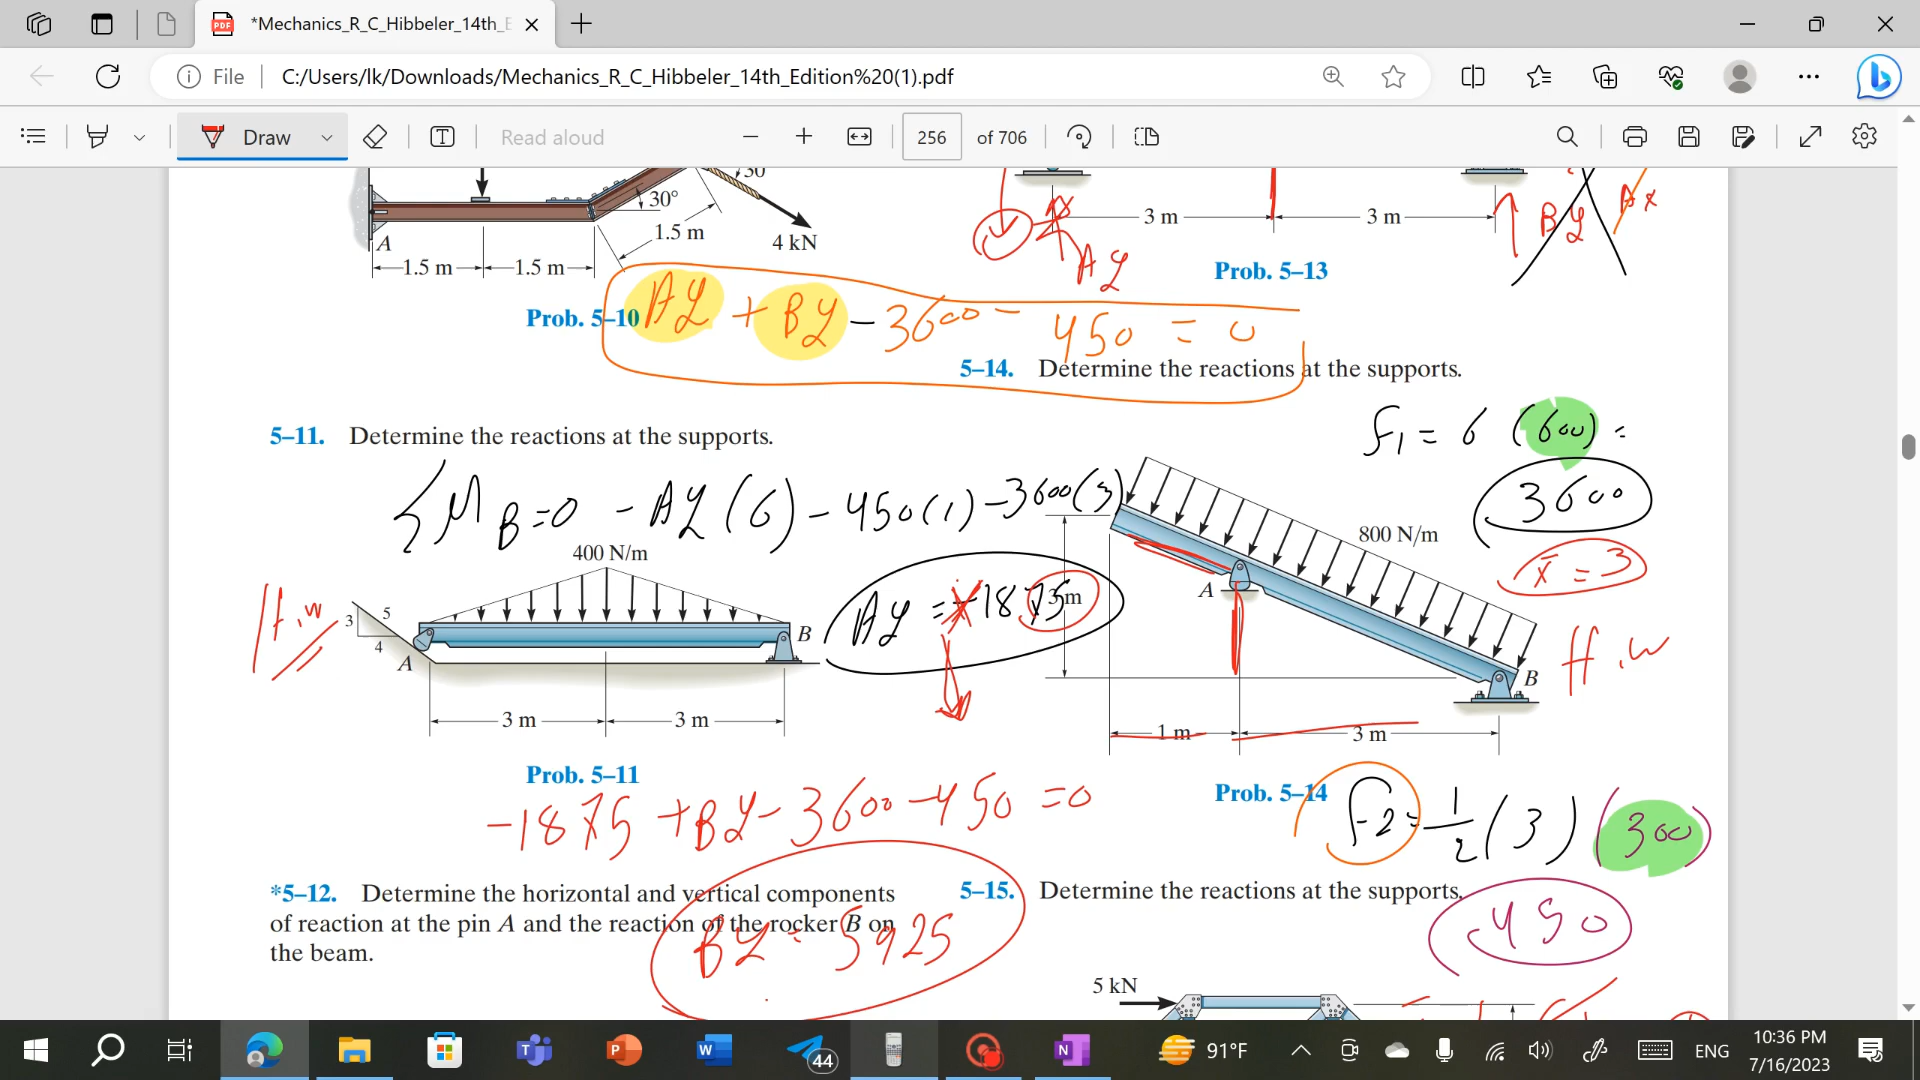 *Mechanics_R_C_Hibbeler_14th_E
File C:/Users/lk/Downloads/Mechanics_R_C_Hibbeler_14th_Edition%20(1).pdf
Draw Read aloud 256 of 706
30°
30
1.5 m
4 kN
A
1.5 m 1.5 m
Prob. 5–10
3 m 3 m
Ay
By
Ax
Prob. 5–13
Ay + By - 3600 - 450 = 0
5–14. Determine the reactions at the supports.
F1 = 6 (600) =
3600
x̄ = 3
5–11. Determine the reactions at the supports.
ΣMB=0 - Ay(6) - 450(1) - 3600(3)
400 N/m
3 5
4
A
B
3 m 3 m
H.w
Ay = -1875
Prob. 5–11
800 N/m
A
B
3 m
1 m 3 m
H.w
Prob. 5–14
F2 = 1/2 (3) (300)
450
-1875 + By - 3600 - 450 = 0
By = 5925
*5–12. Determine the horizontal and vertical components
of reaction at the pin A and the reaction of the rocker B on
the beam.
5–15. Determine the reactions at the supports.
5 kN
44
91°F
ENG
10:36 PM
7/16/2023